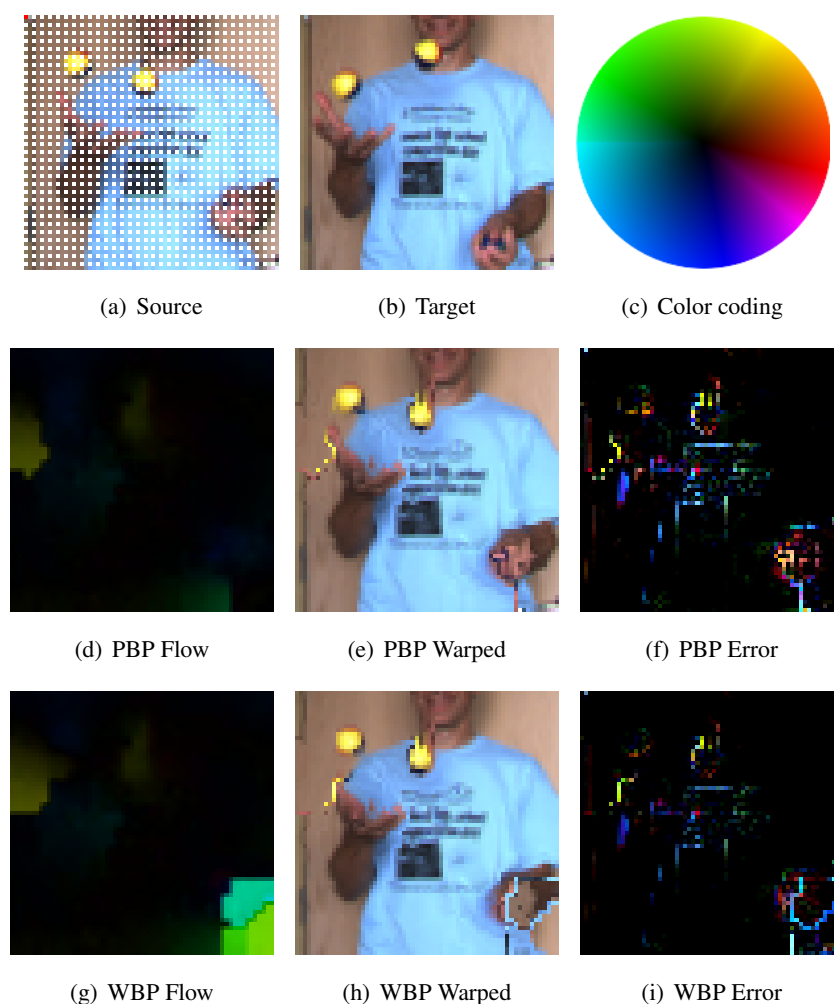 (a) Source
(b) Target
(c) Color coding
(d) PBP Flow
(e) PBP Warped
(f) PBP Error
(g) WBP Flow
(h) WBP Warped
(i) WBP Error